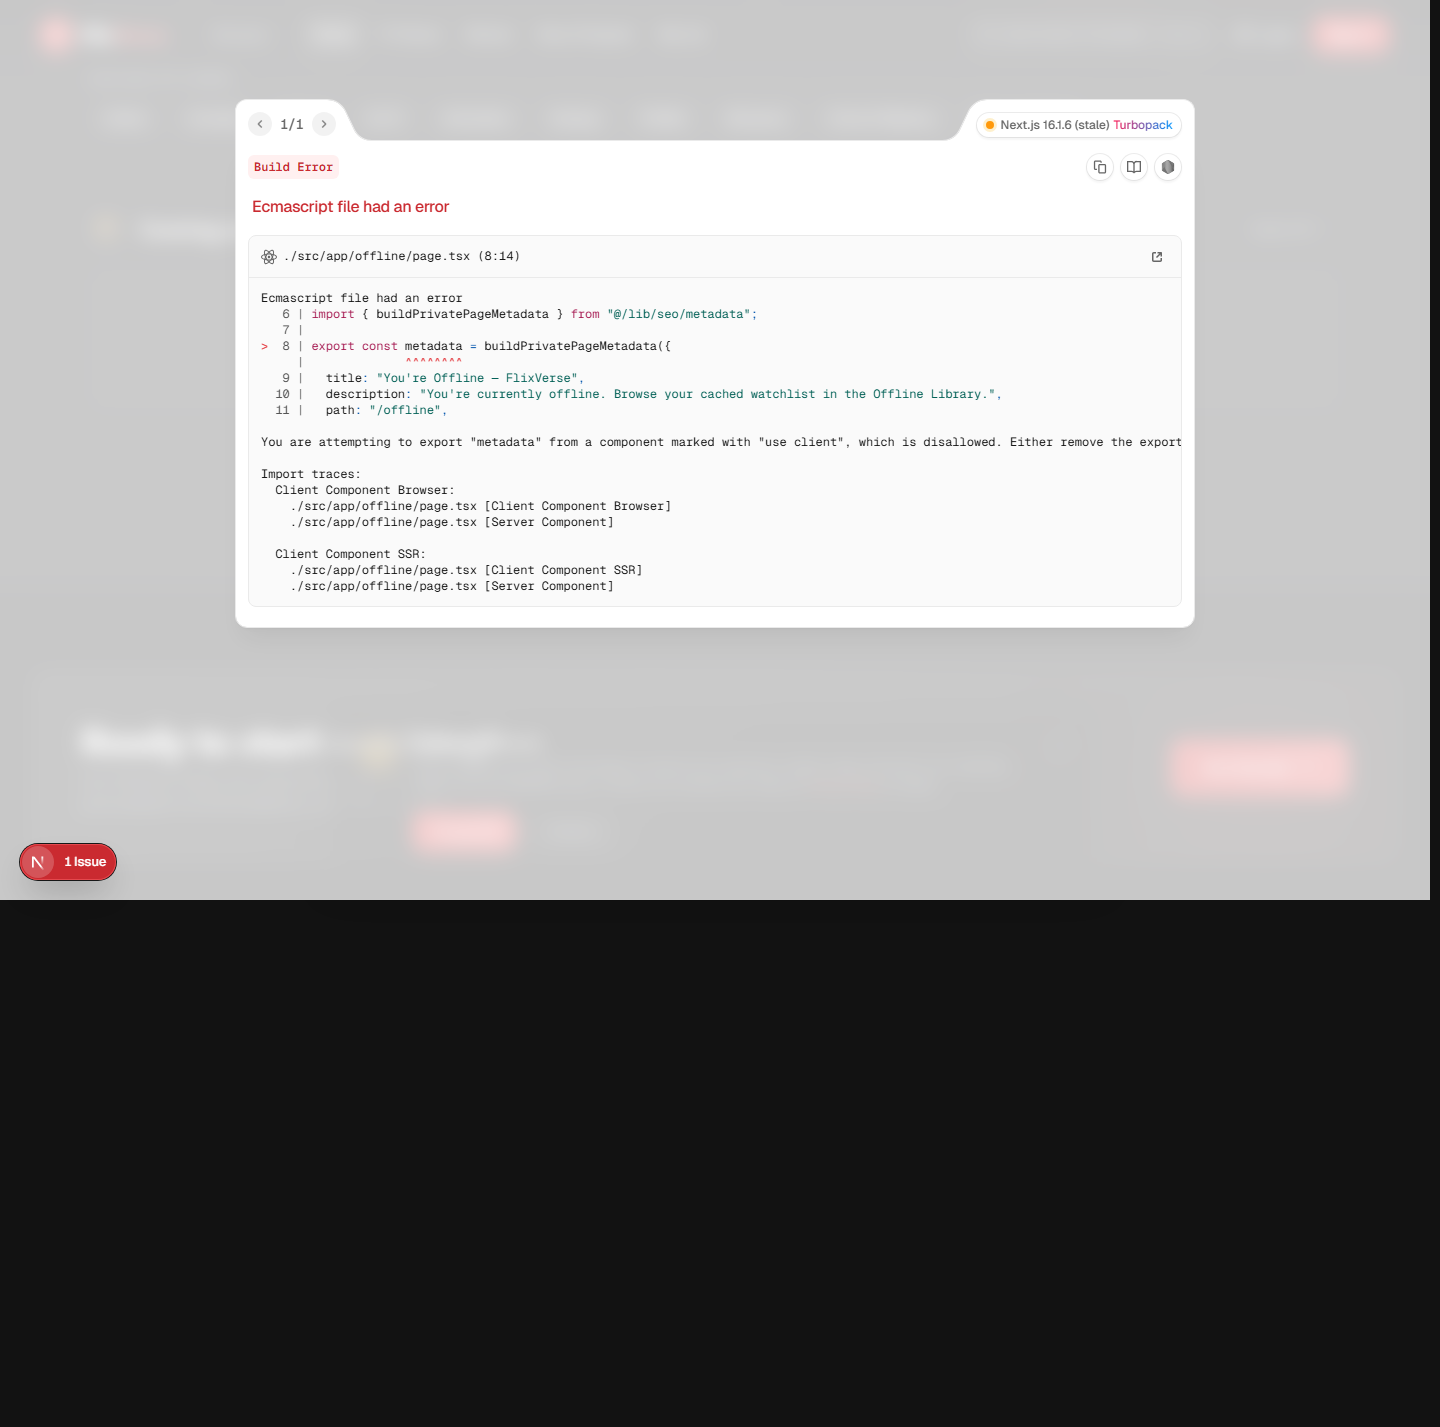 1/1
Next.js 16.1.6 (stale) Turbopack
Build Error
Ecmascript file had an error
./src/app/offline/page.tsx (8:14)
Ecmascript file had an error
6 | import { buildPrivatePageMetadata } from "@/lib/seo/metadata";
7 |
> 8 | export const metadata = buildPrivatePageMetadata({
| ^^^^^^^^
9 | title: "You're Offline — FlixVerse",
10 | description: "You're currently offline. Browse your cached watchlist in the Offline Library.",
11 | path: "/offline",
You are attempting to export "metadata" from a component marked with "use client", which is disallowed. Either remove the export
Import traces:
Client Component Browser:
./src/app/offline/page.tsx [Client Component Browser]
./src/app/offline/page.tsx [Server Component]
Client Component SSR:
./src/app/offline/page.tsx [Client Component SSR]
./src/app/offline/page.tsx [Server Component]
Ready to start
N 1 Issue